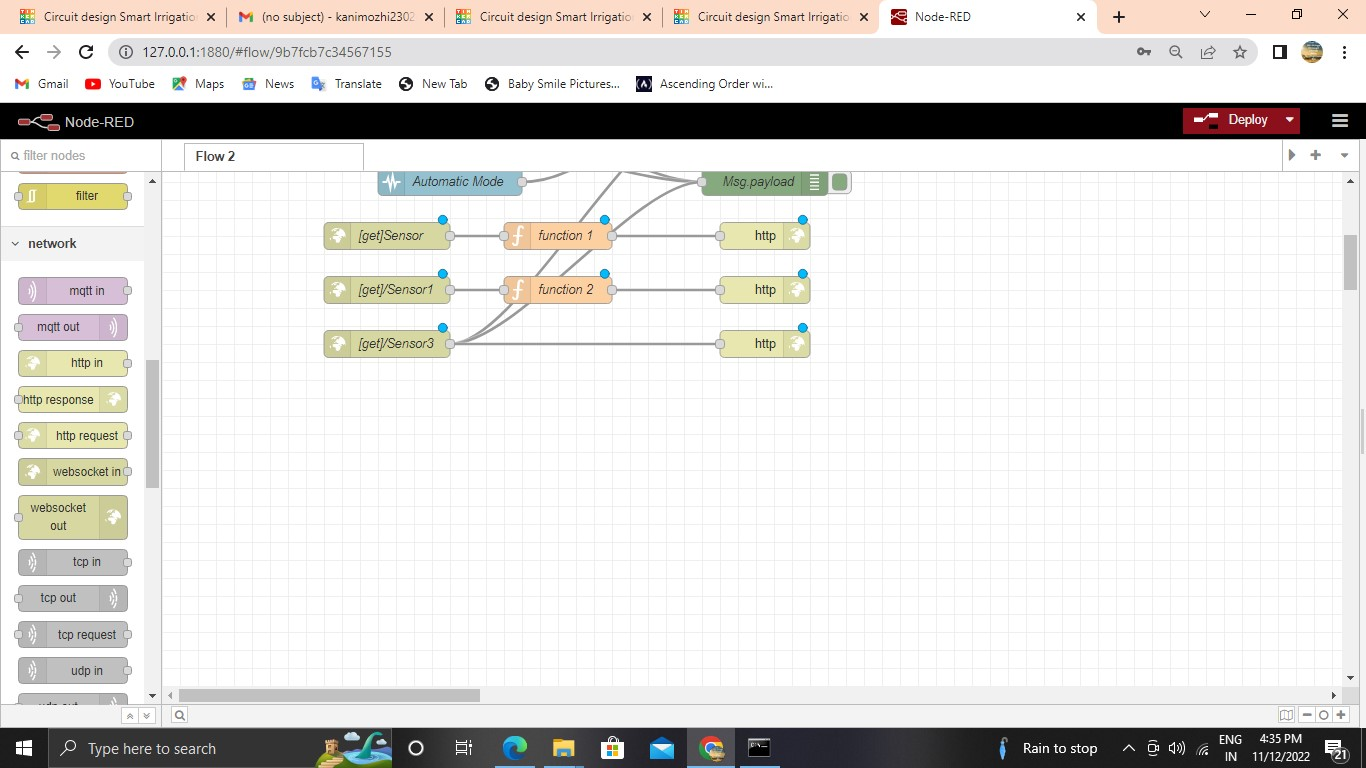 Circuit design Smart Irrigatio
(no subject) - kanimozhi2302
Circuit design Smart Irrigatio
Circuit design Smart Irrigatio
Node-RED
127.0.0.1:1880/#flow/9b7fcb7c34567155
Gmail
YouTube
Maps
News
Translate
New Tab
Baby Smile Pictures...
Ascending Order wi...
Node-RED
Deploy
filter nodes
Flow 2
filter
network
mqtt in
mqtt out
http in
http response
http request
websocket in
websocket
out
tcp in
tcp out
tcp request
udp in
udp out
Automatic Mode
Msg.payload
[get]Sensor
function 1
http
[get]/Sensor1
function 2
http
[get]/Sensor3
http
Type here to search
Rain to stop
ENG
IN
4:35 PM
11/12/2022
21